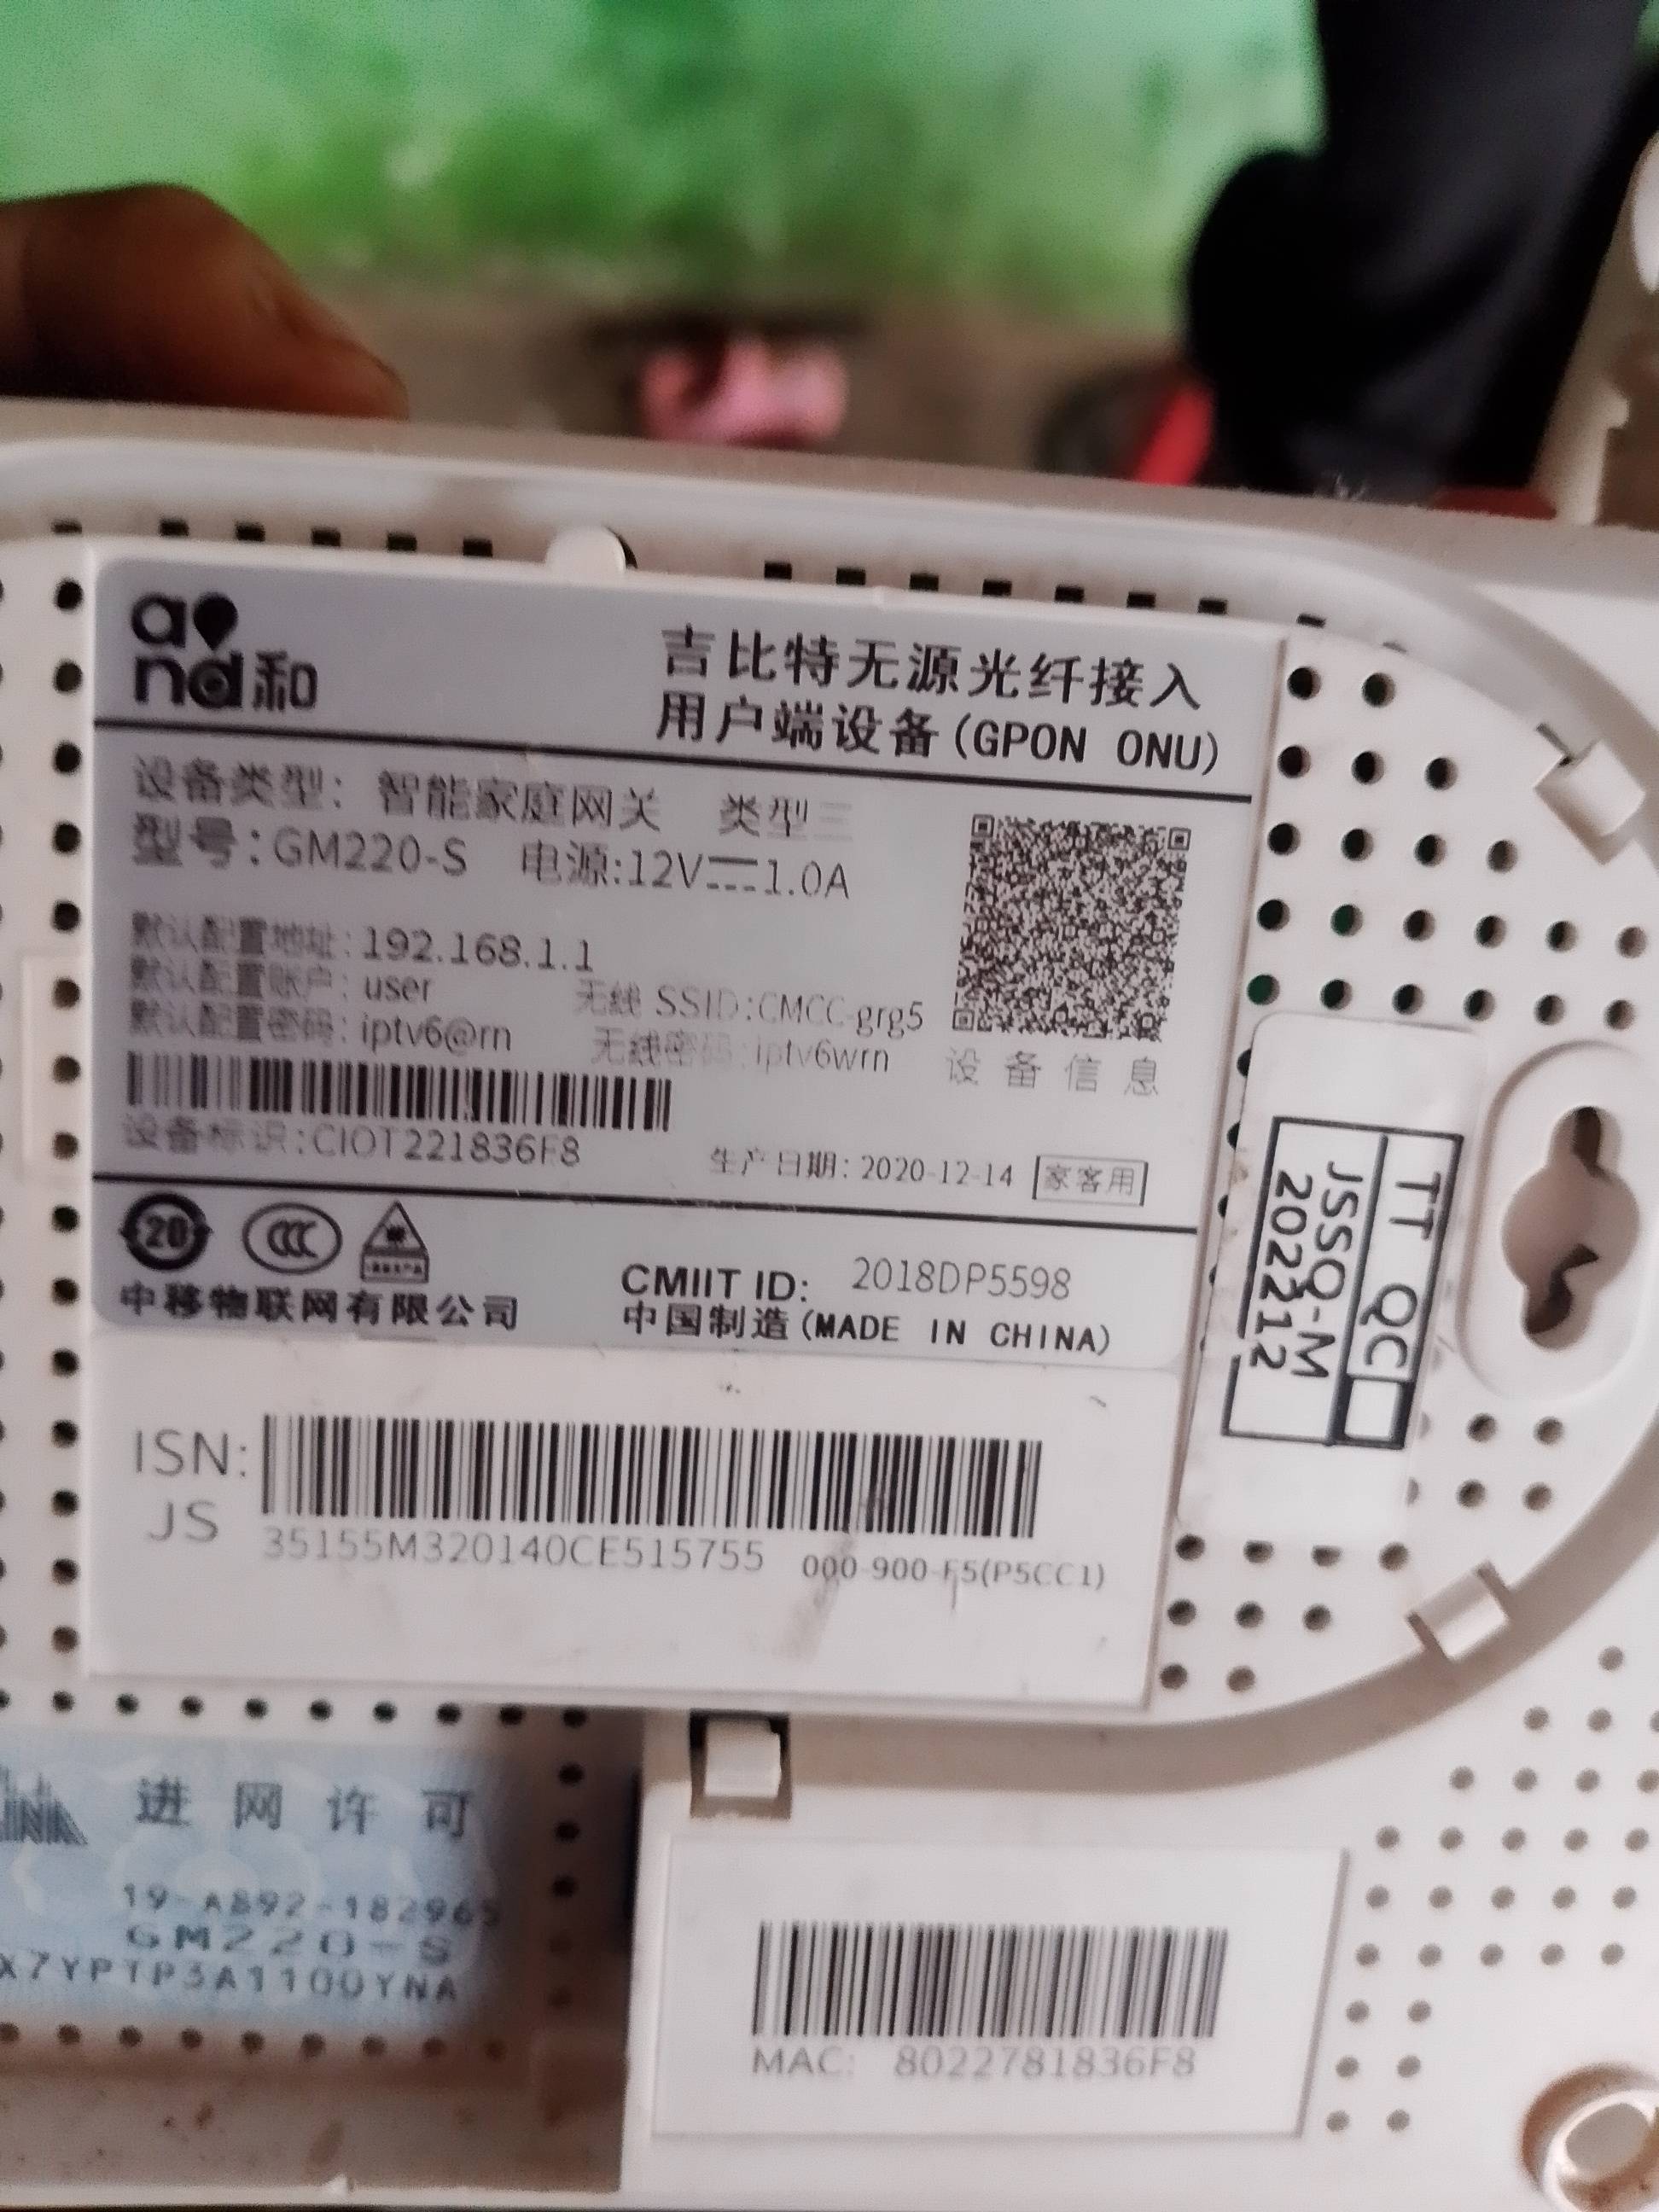 and和
吉比特无源光纤接入
用户端设备(GPON ONU)
设备类型: 智能家庭网关 类型三
型号:GM220-S 电源:12V⎓1.0A
默认配置地址:192.168.1.1
默认配置账户: user
无线 SSID:CMCC-grg5
默认配置密码: iptv6@rn
无线密码:iptv6wrn
设备信息
设备标识:CIOT221836F8
生产日期: 2020-12-14 家客用
20
CCC
中移物联网有限公司
CMIIT ID: 2018DP5598
中国制造(MADE IN CHINA)
TT QC
JSSQ-M
202212
ISN:
JS
35155M320140CE515755 000-900-F5(P5CC1)
进网许可
19-A892-182965
GM220-S
X7YPTP3A1100YNA
MAC: 8022781836F8